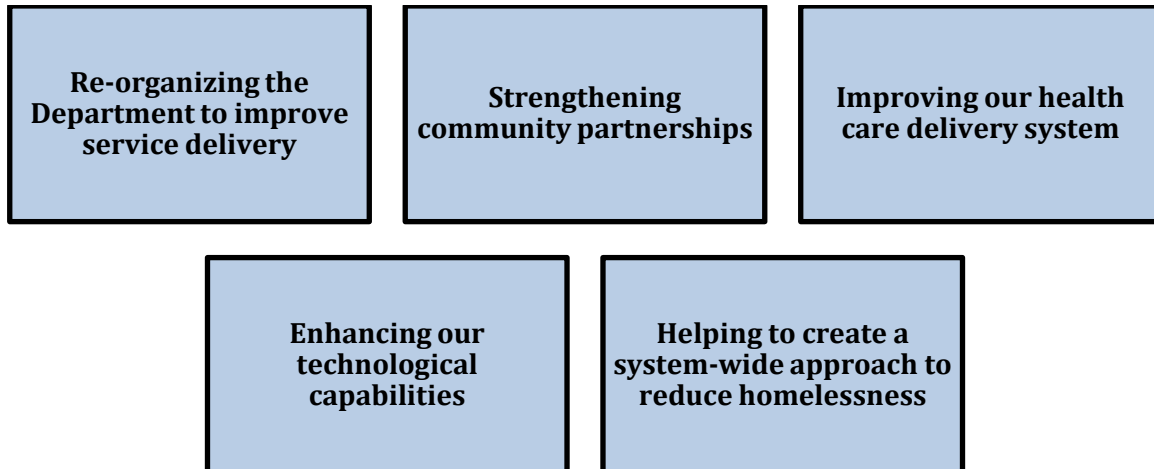 Re-organizing the
Department to improve
service delivery
Strengthening
community partnerships
Improving our health
care delivery system
Enhancing our
technological
capabilities
Helping to create a
system-wide approach to
reduce homelessness